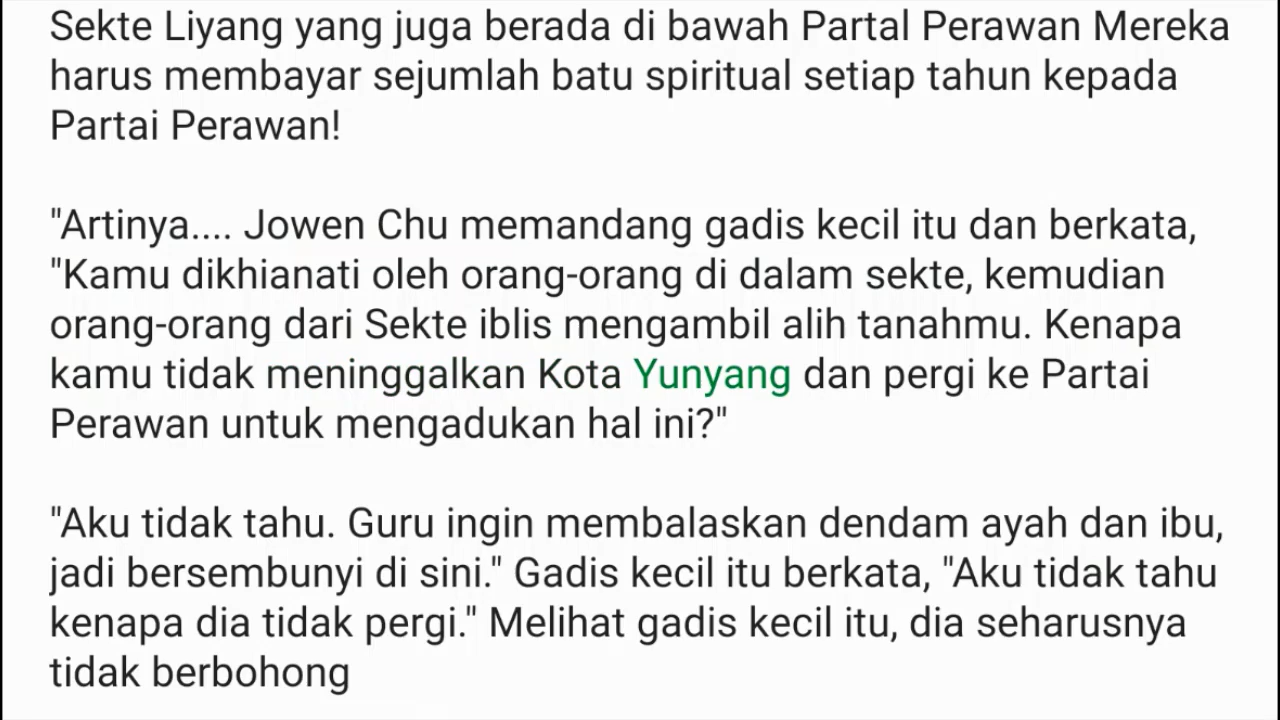 Sekte Liyang yang juga berada di bawah Partal Perawan Mereka
harus membayar sejumlah batu spiritual setiap tahun kepada
Partai Perawan!
"Artinya.... Jowen Chu memandang gadis kecil itu dan berkata,
"Kamu dikhianati oleh orang-orang di dalam sekte, kemudian
orang-orang dari Sekte iblis mengambil alih tanahmu. Kenapa
kamu tidak meninggalkan Kota Yunyang dan pergi ke Partai
Perawan untuk mengadukan hal ini?"
"Aku tidak tahu. Guru ingin membalaskan dendam ayah dan ibu,
jadi bersembunyi di sini." Gadis kecil itu berkata, "Aku tidak tahu
kenapa dia tidak pergi." Melihat gadis kecil itu, dia seharusnya
tidak berbohong